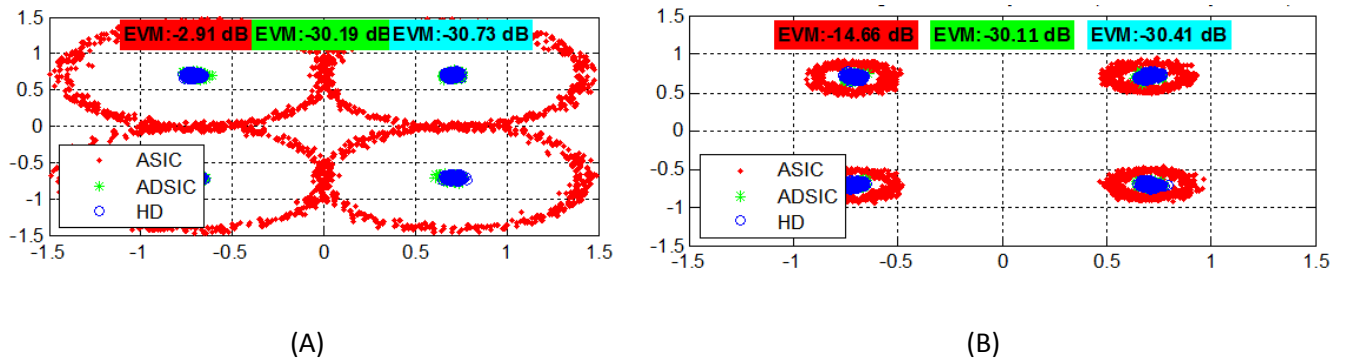 EVM:-2.91 dB EVM:-30.19 dB EVM:-30.73 dB
1.5
1
0.5
0
-0.5
-1
-1.5
ASIC
ADSIC
HD
-1.5 -1 -0.5 0 0.5 1 1.5
(A)
EVM:-14.66 dB EVM:-30.11 dB EVM:-30.41 dB
1.5
1
0.5
0
-0.5
-1
-1.5
ASIC
ADSIC
HD
-1.5 -1 -0.5 0 0.5 1 1.5
(B)